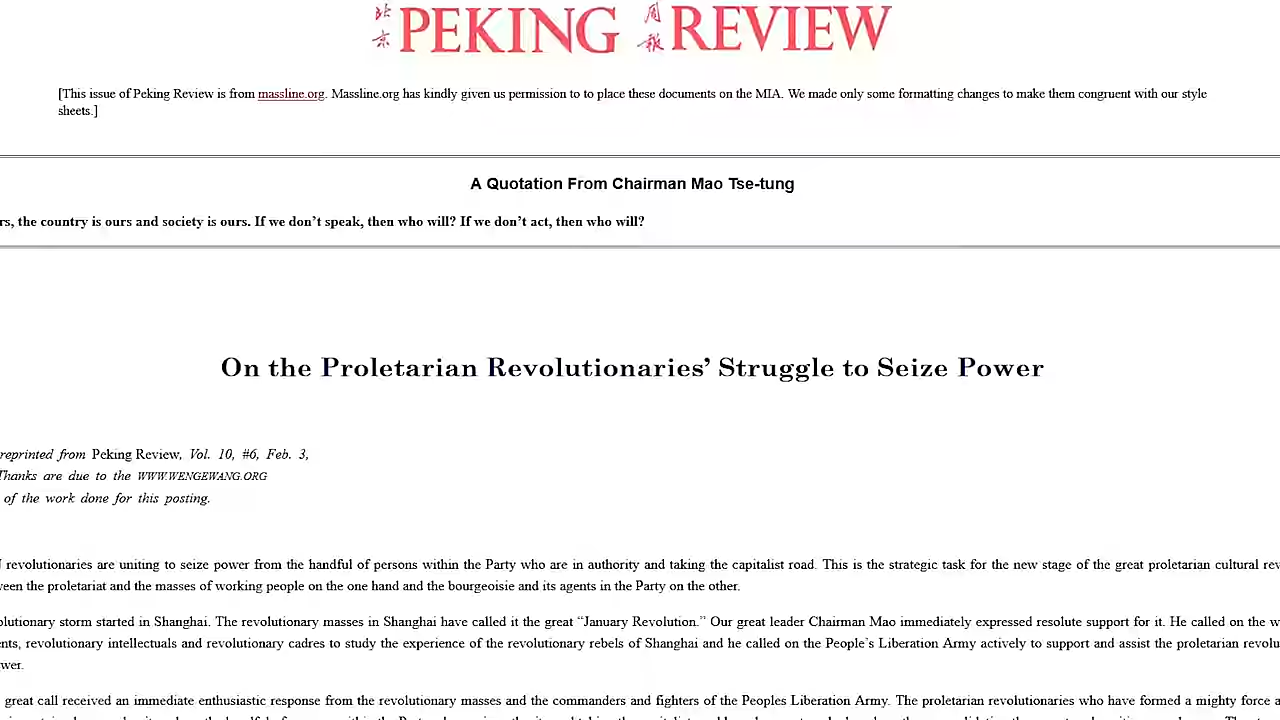 北京 PEKING 周報 REVIEW
[This issue of Peking Review is from massline.org. Massline.org has kindly given us permission to to place these documents on the MIA. We made only some formatting changes to make them congruent with our style
sheets.]
A Quotation From Chairman Mao Tse-tung
rs, the country is ours and society is ours. If we don’t speak, then who will? If we don’t act, then who will?
On the Proletarian Revolutionaries’ Struggle to Seize Power
reprinted from Peking Review, Vol. 10, #6, Feb. 3,
Thanks are due to the WWW.WENGEWANG.ORG
of the work done for this posting.
revolutionaries are uniting to seize power from the handful of persons within the Party who are in authority and taking the capitalist road. This is the strategic task for the new stage of the great proletarian cultural rev
ween the proletariat and the masses of working people on the one hand and the bourgeoisie and its agents in the Party on the other.
olutionary storm started in Shanghai. The revolutionary masses in Shanghai have called it the great “January Revolution.” Our great leader Chairman Mao immediately expressed resolute support for it. He called on the w
ents, revolutionary intellectuals and revolutionary cadres to study the experience of the revolutionary rebels of Shanghai and he called on the People’s Liberation Army actively to support and assist the proletarian revolu
wer.
great call received an immediate enthusiastic response from the revolutionary masses and the commanders and fighters of the Peoples Liberation Army. The proletarian revolutionaries who have formed a mighty force a